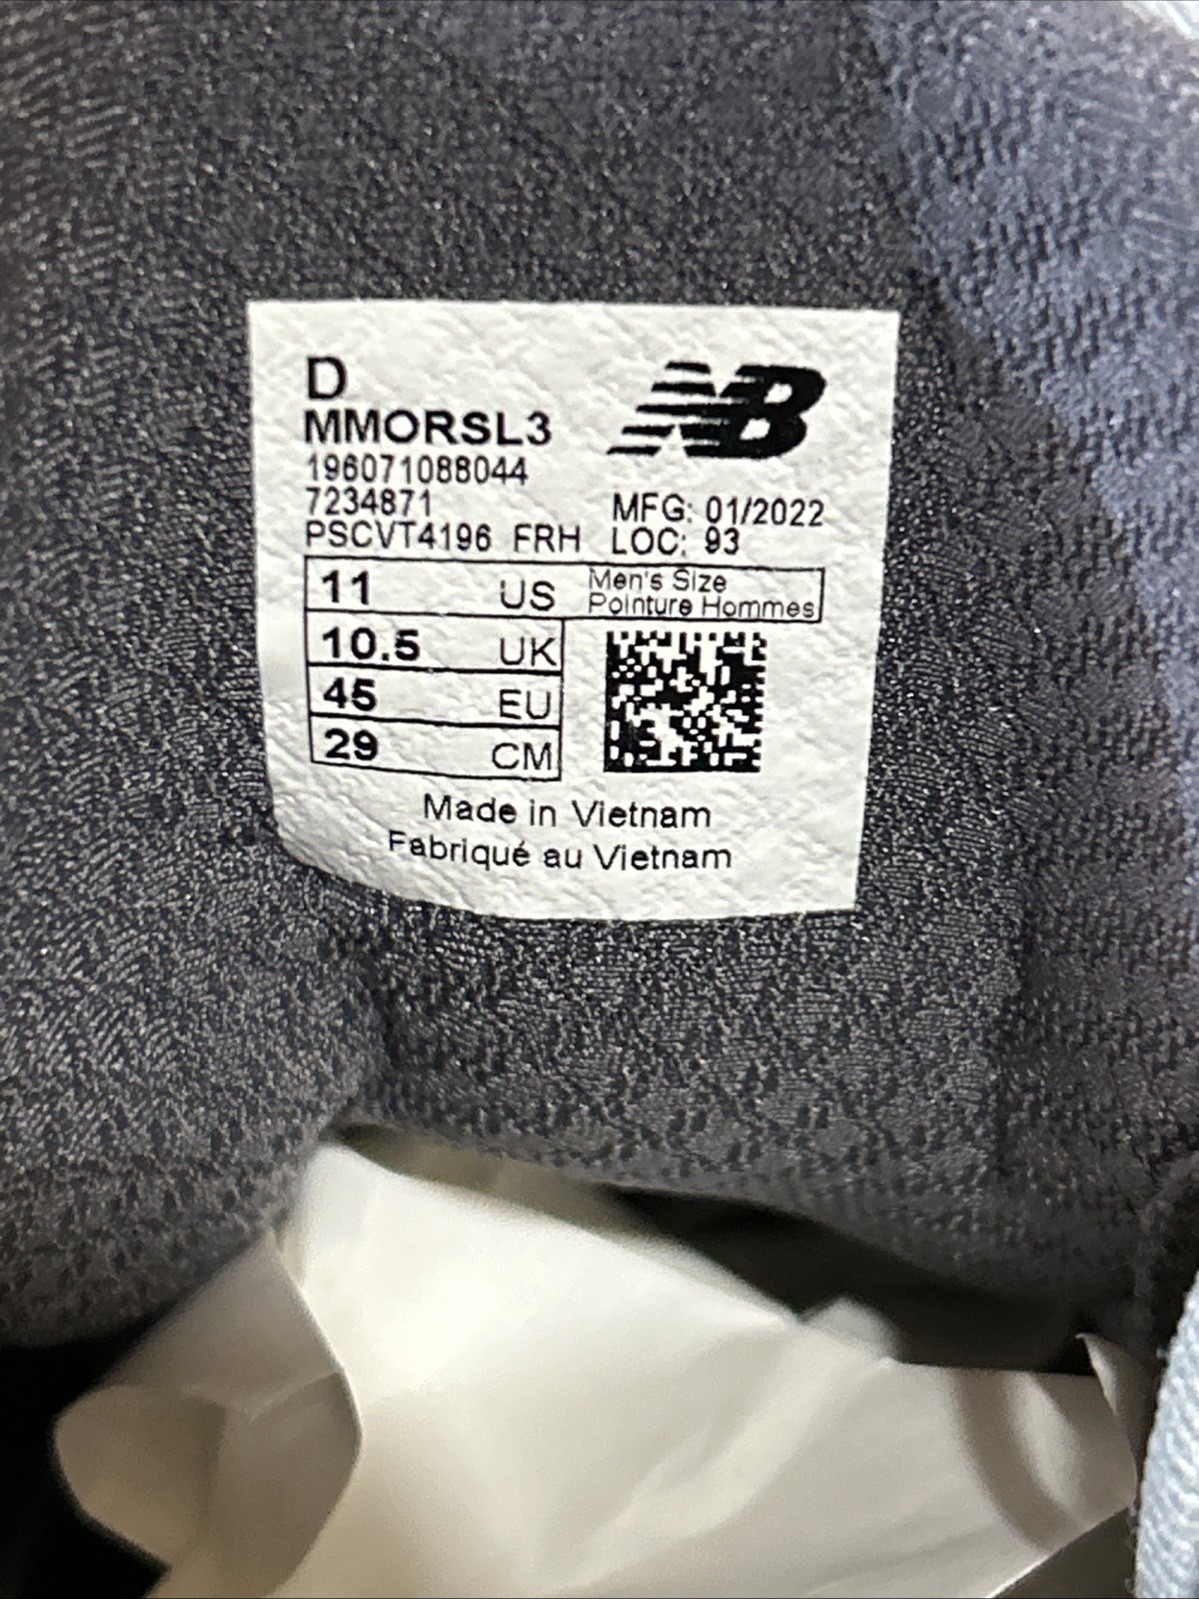 D
MMORSL3
196071088044
7234871
PSCVT4196 FRH
NB
MFG: 01/2022
LOC: 93
11 US Men's Size
Pointure Hommes
10.5 UK
45 EU
29 CM
Made in Vietnam
Fabriqué au Vietnam